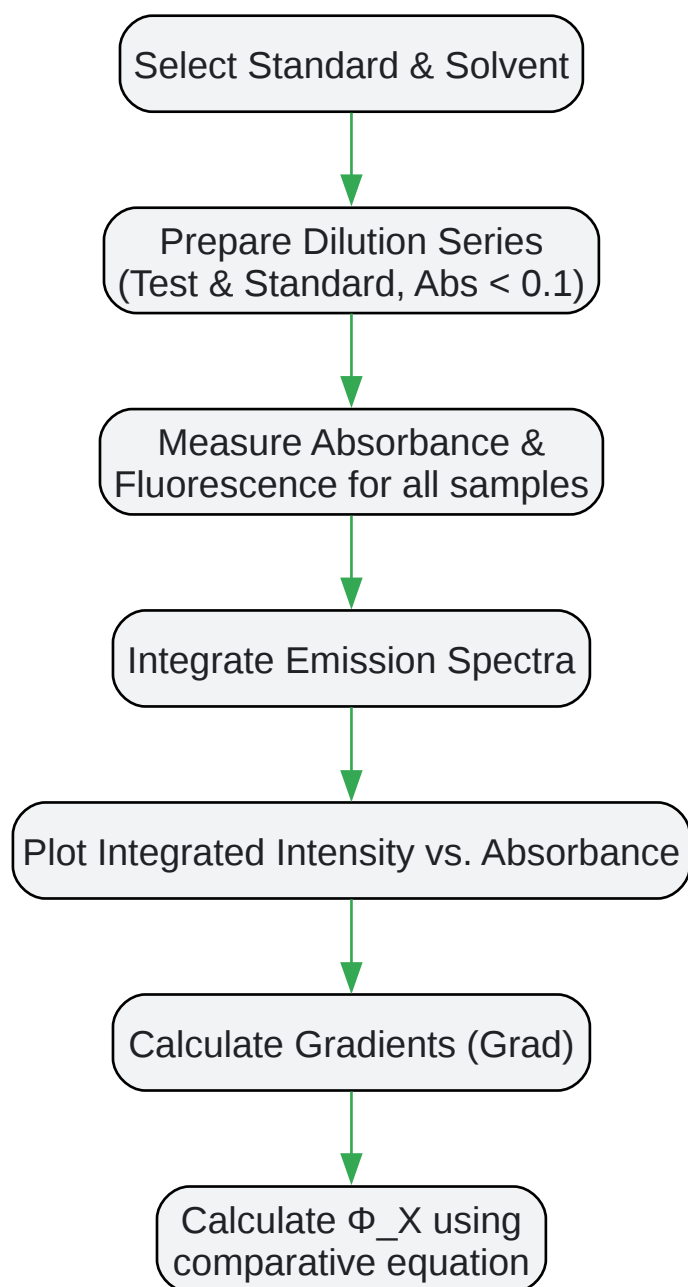 Select Standard & Solvent
Prepare Dilution Series
(Test & Standard, Abs < 0.1)
Measure Absorbance &
Fluorescence for all samples
Integrate Emission Spectra
Plot Integrated Intensity vs. Absorbance
Calculate Gradients (Grad)
Calculate Φ_X using
comparative equation